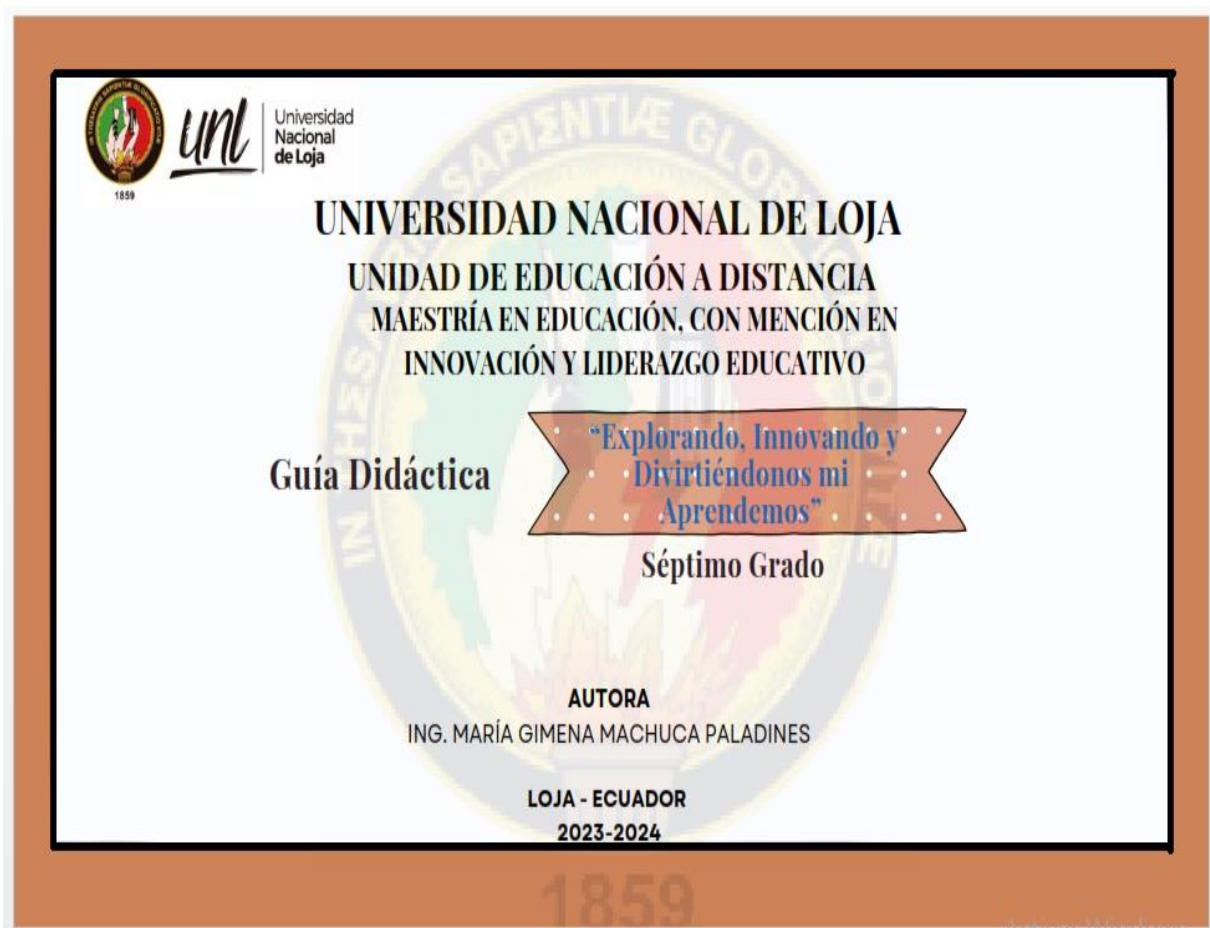 unl
Universidad
Nacional
de Loja
1859
UNIVERSIDAD NACIONAL DE LOJA
UNIDAD DE EDUCACIÓN A DISTANCIA
MAESTRÍA EN EDUCACIÓN, CON MENCIÓN EN
INNOVACIÓN Y LIDERAZGO EDUCATIVO
Guía Didáctica
“Explorando, Innovando y
Divirtiéndonos mi
Aprendemos”
Séptimo Grado
AUTORA
ING. MARÍA GIMENA MACHUCA PALADINES
LOJA - ECUADOR
2023-2024
1859